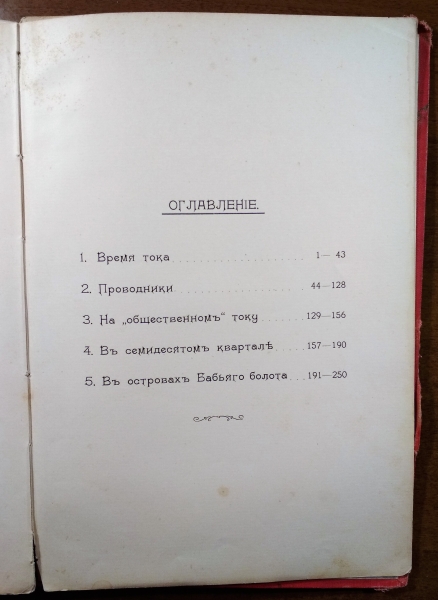 ОГЛАВЛЕНІЕ.
1. Время тока 1— 43
2. Проводники 44—128
3. На „общественномъ“ току 129—156
4. Въ семидесятомъ кварталѣ 157—190
5. Въ островахъ Бабьяго болота 191—250